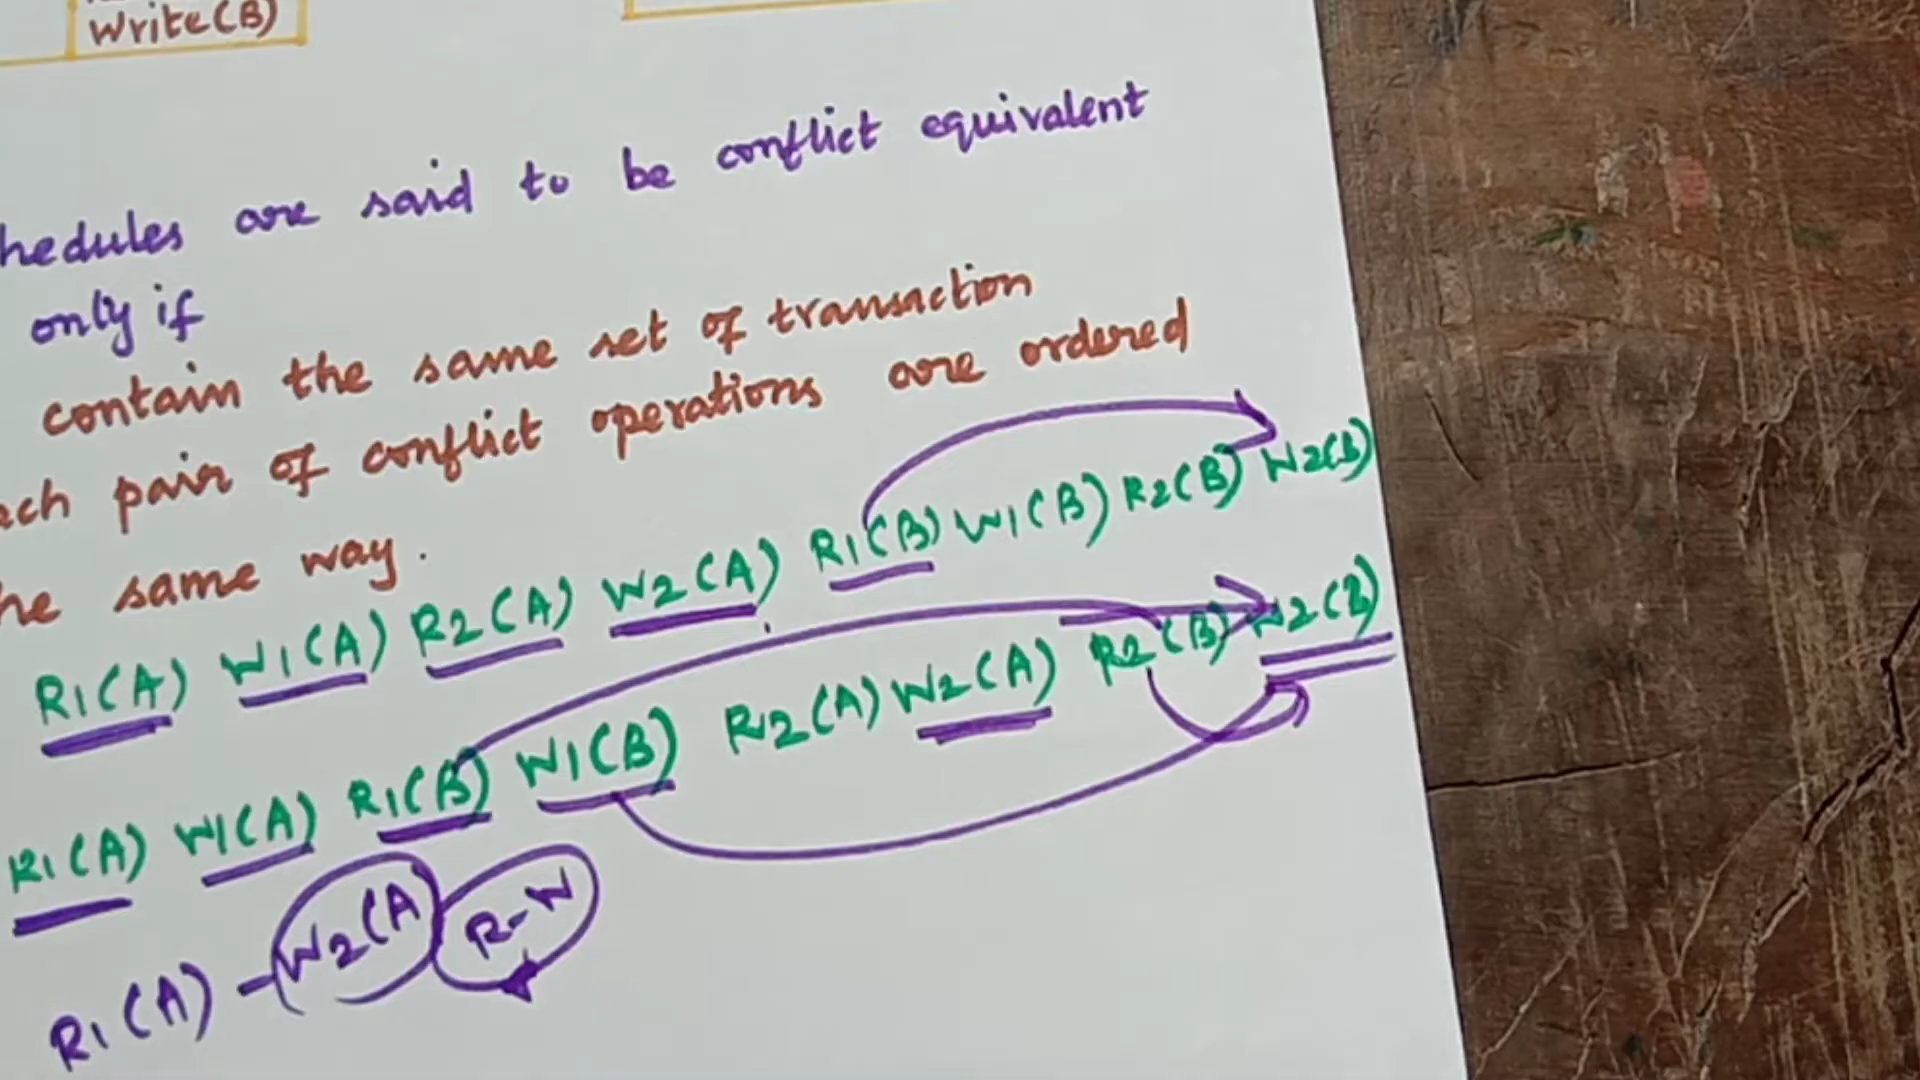 Write(B)
hedules are said to be conflict equivalent
only if
contain the same set of transaction
ach pair of conflict operations are ordered
he same way.
R1(A) W1(A) R2(A) W2(A) R1(B) W1(B) R2(B) W2(B)
R1(A) W1(A) R1(B) W1(B) R2(A) W2(A) R2(B) W2(B)
R1(A) - W2(A) R-W